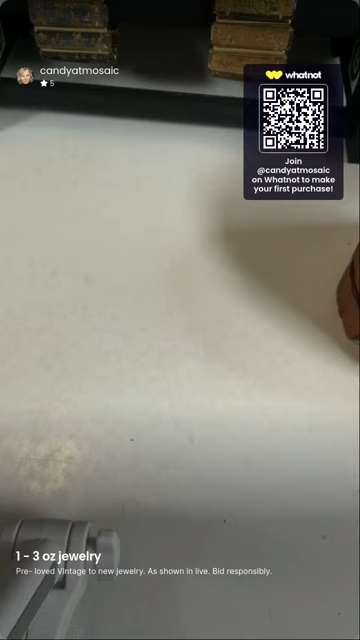 candyatmosaic
★ 5
whatnot
Join
@candyatmosaic
on Whatnot to make
your first purchase!
1 - 3 oz jewelry
Pre- loved Vintage to new jewelry. As shown in live. Bid responsibly.